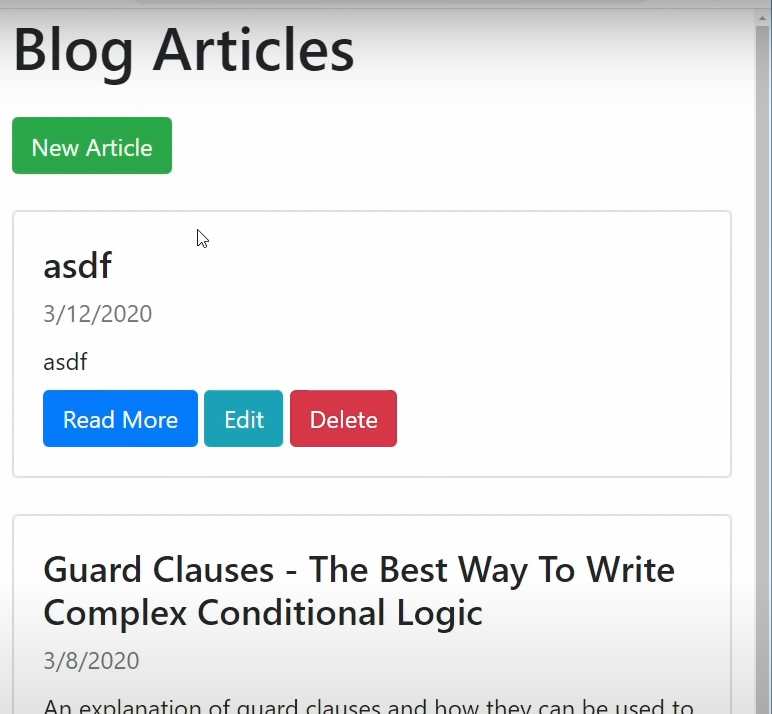 Blog Articles
New Article
asdf
3/12/2020
asdf
Read More Edit Delete
Guard Clauses - The Best Way To Write
Complex Conditional Logic
3/8/2020
An explanation of guard clauses and how they can be used to